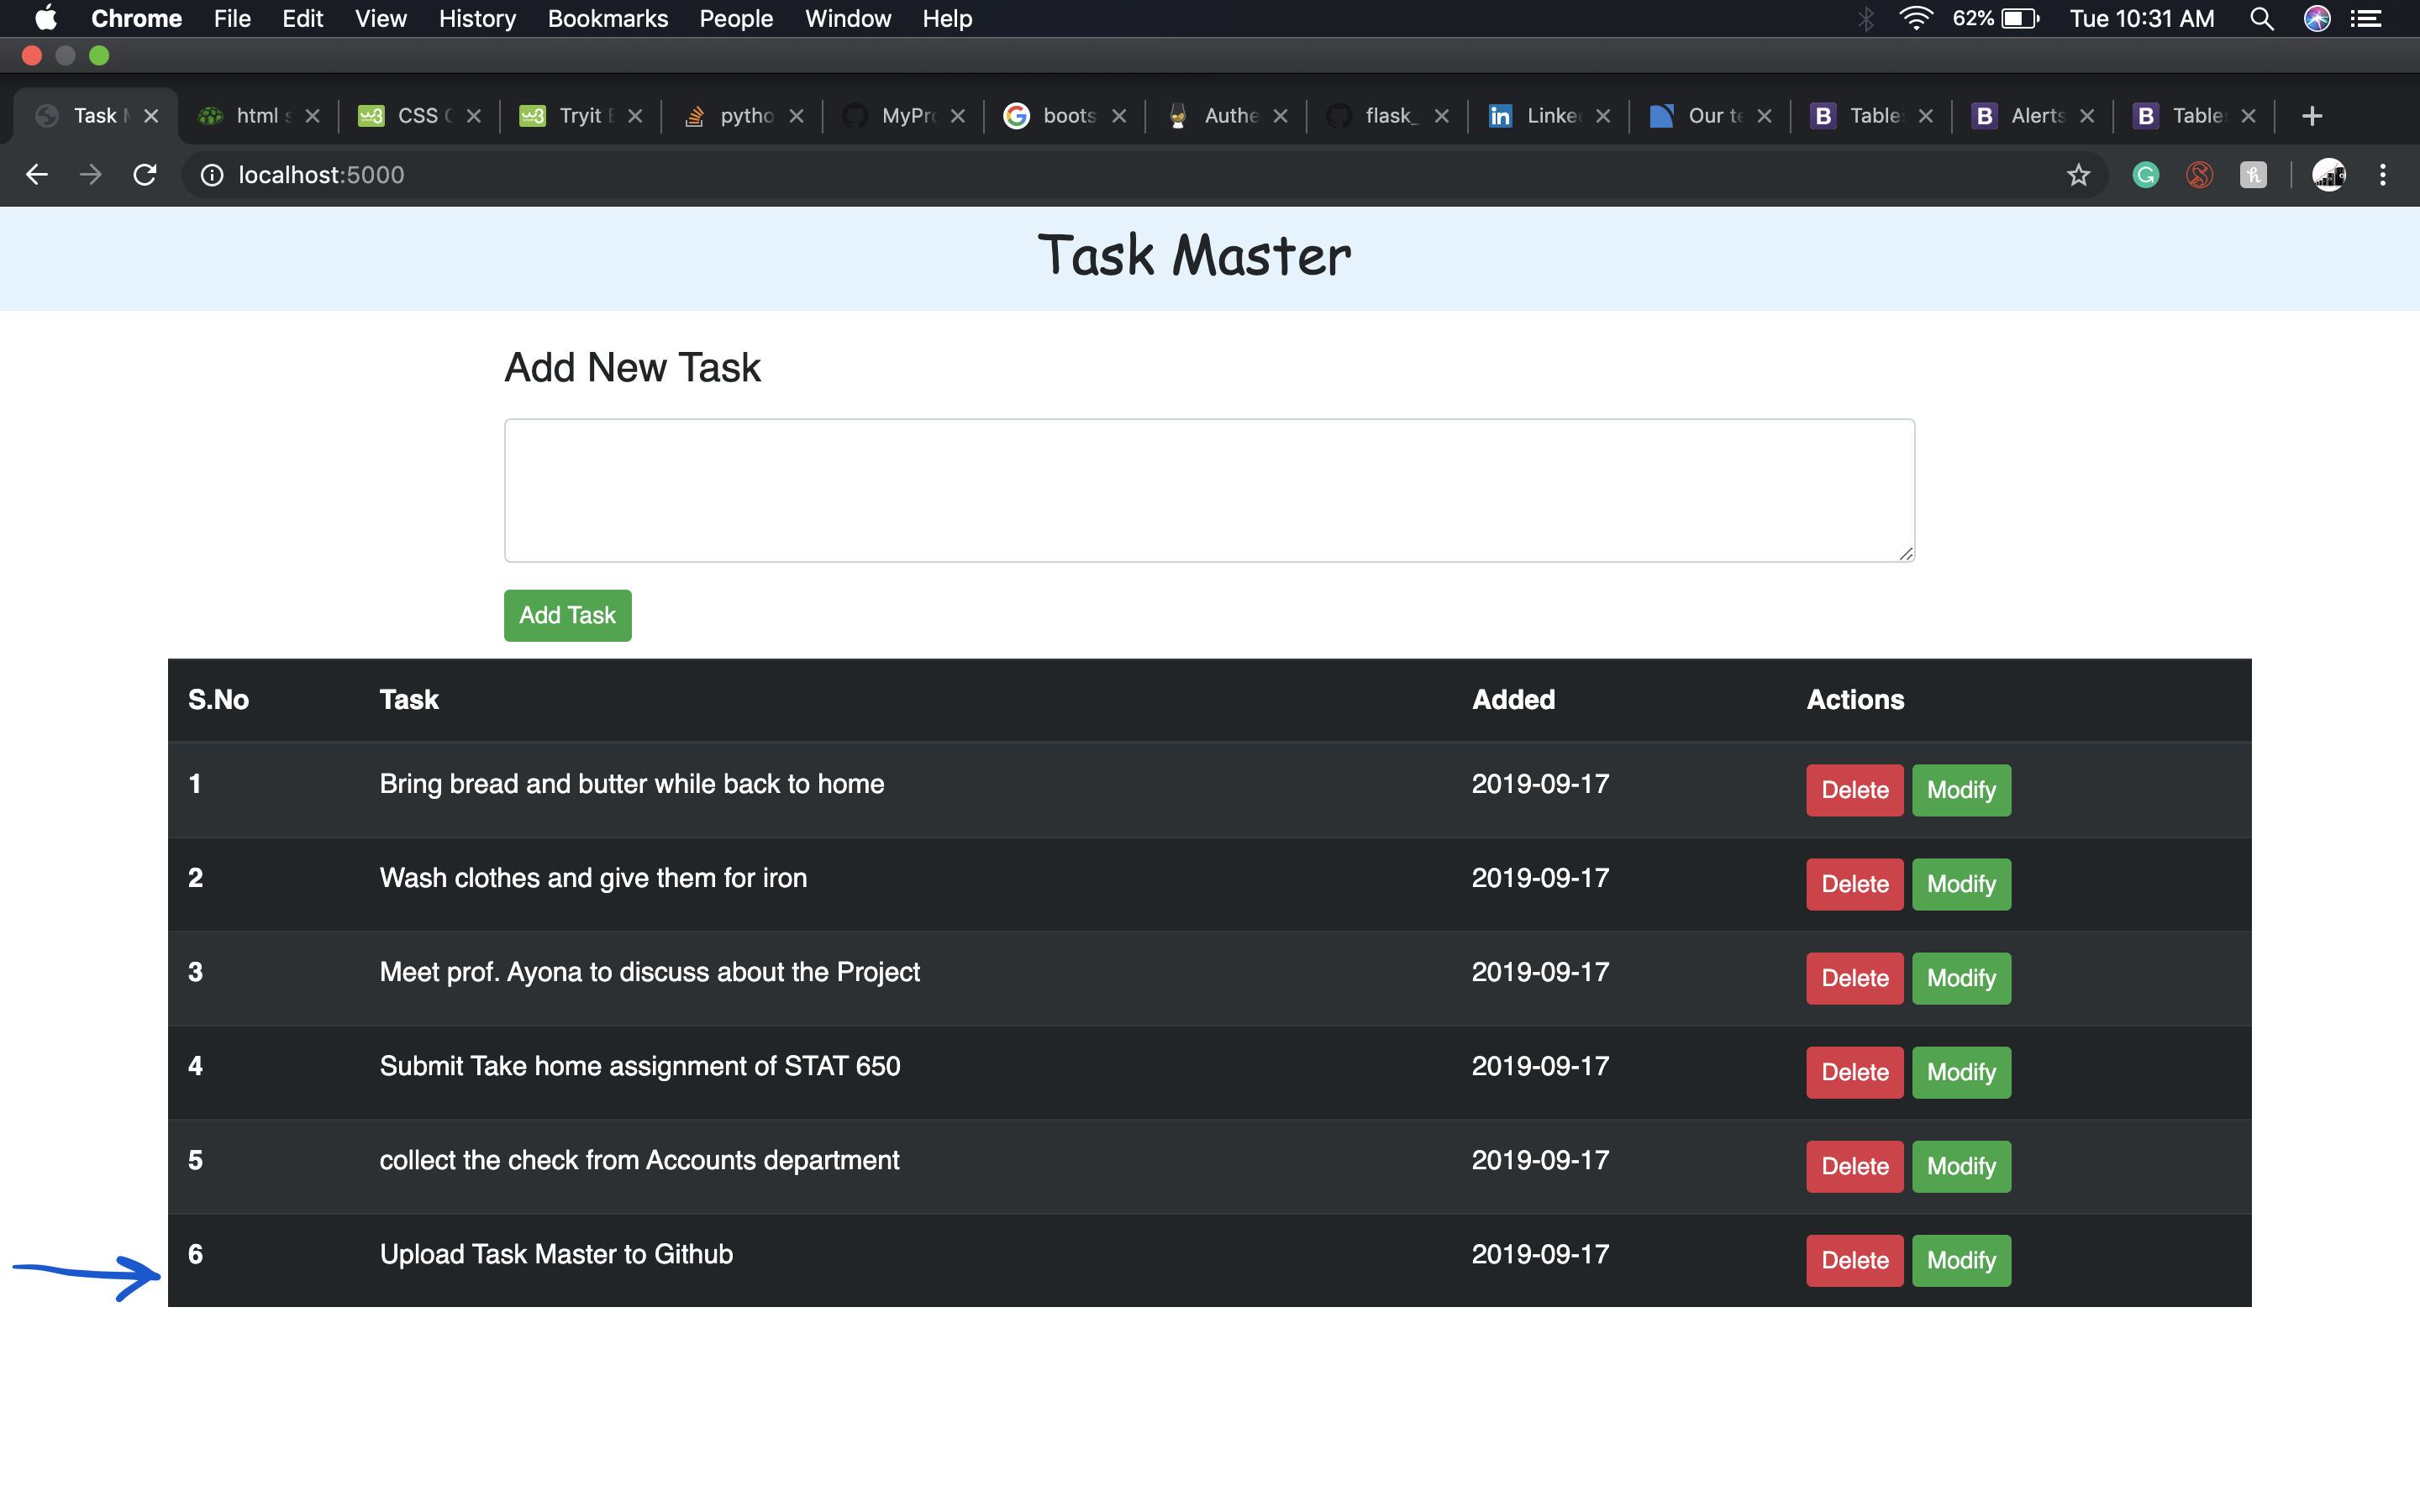 Chrome File Edit View History Bookmarks People Window Help 62% Tue 10:31 AM
Task html CSS Tryit pytho MyPr boots Authe flask_ Linke Our Table Alerts Table
localhost:5000
Task Master
Add New Task
Add Task
S.No Task Added Actions
1 Bring bread and butter while back to home 2019-09-17 Delete Modify
2 Wash clothes and give them for iron 2019-09-17 Delete Modify
3 Meet prof. Ayona to discuss about the Project 2019-09-17 Delete Modify
4 Submit Take home assignment of STAT 650 2019-09-17 Delete Modify
5 collect the check from Accounts department 2019-09-17 Delete Modify
6 Upload Task Master to Github 2019-09-17 Delete Modify